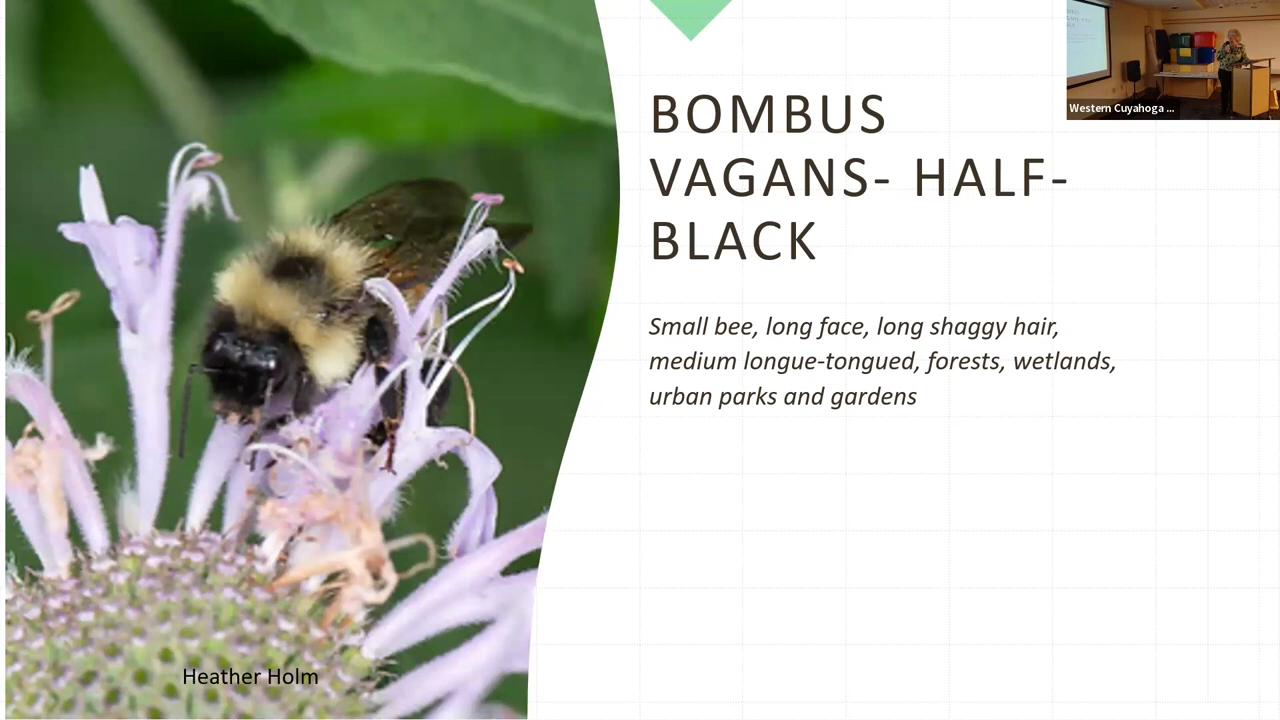 BOMBUS
VAGANS- HALF-
BLACK
Small bee, long face, long shaggy hair,
medium longue-tongued, forests, wetlands,
urban parks and gardens
Heather Holm
Western Cuyahoga ...